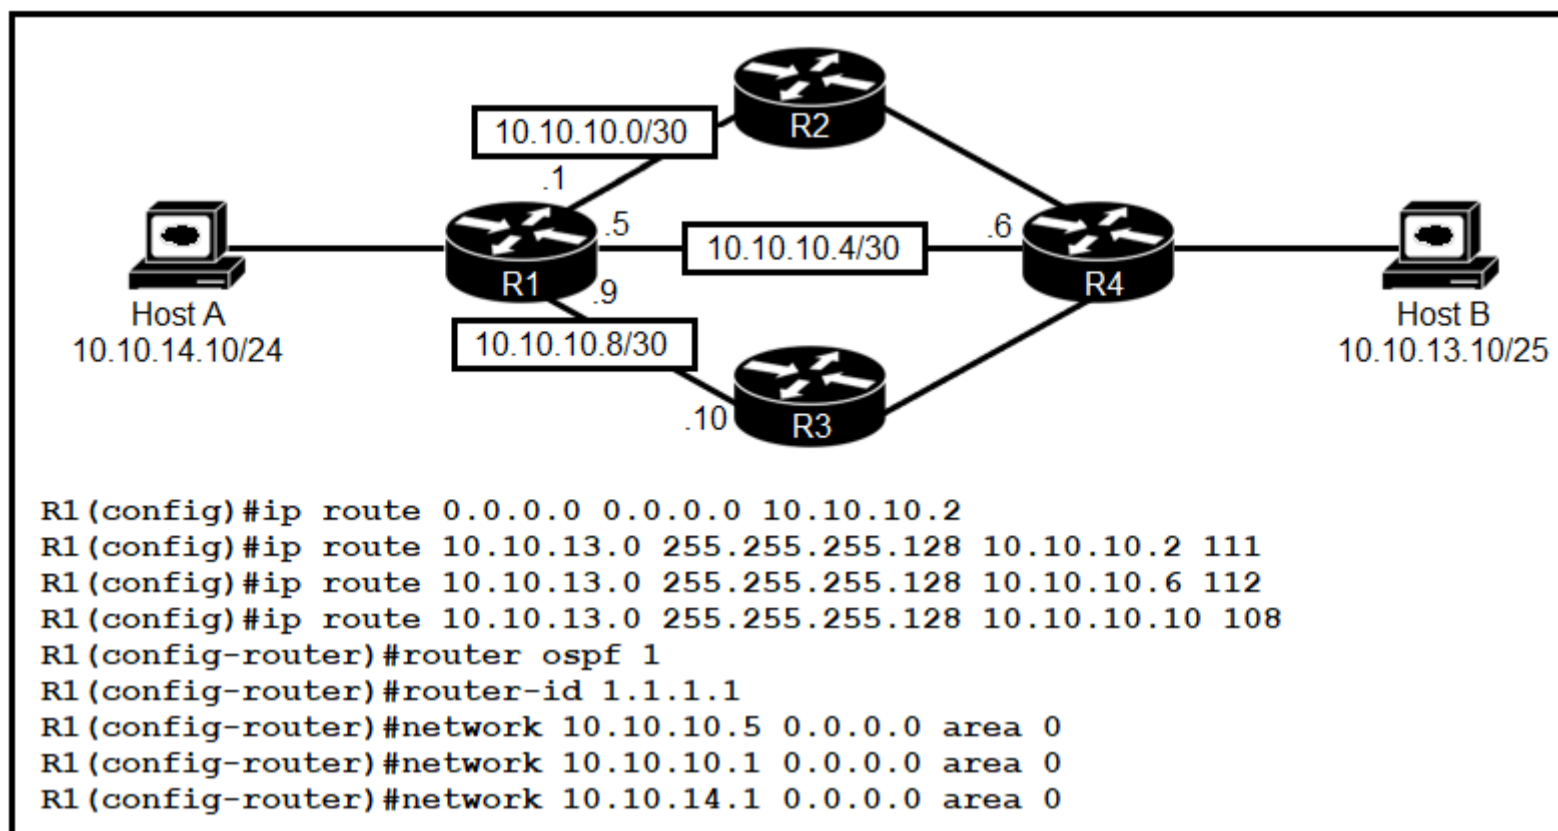 R2
10.10.10.0/30
.1
.5
10.10.10.4/30
.6
R1
R4
.9
Host A
10.10.14.10/24
Host B
10.10.13.10/25
10.10.10.8/30
.10
R3
R1(config)#ip route 0.0.0.0 0.0.0.0 10.10.10.2
R1(config)#ip route 10.10.13.0 255.255.255.128 10.10.10.2 111
R1(config)#ip route 10.10.13.0 255.255.255.128 10.10.10.6 112
R1(config)#ip route 10.10.13.0 255.255.255.128 10.10.10.10 108
R1(config-router)#router ospf 1
R1(config-router)#router-id 1.1.1.1
R1(config-router)#network 10.10.10.5 0.0.0.0 area 0
R1(config-router)#network 10.10.10.1 0.0.0.0 area 0
R1(config-router)#network 10.10.14.1 0.0.0.0 area 0